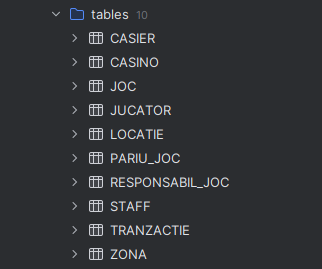 tables 10
CASIER
CASINO
JOC
JUCATOR
LOCATIE
PARIU_JOC
RESPONSABIL_JOC
STAFF
TRANZACTIE
ZONA